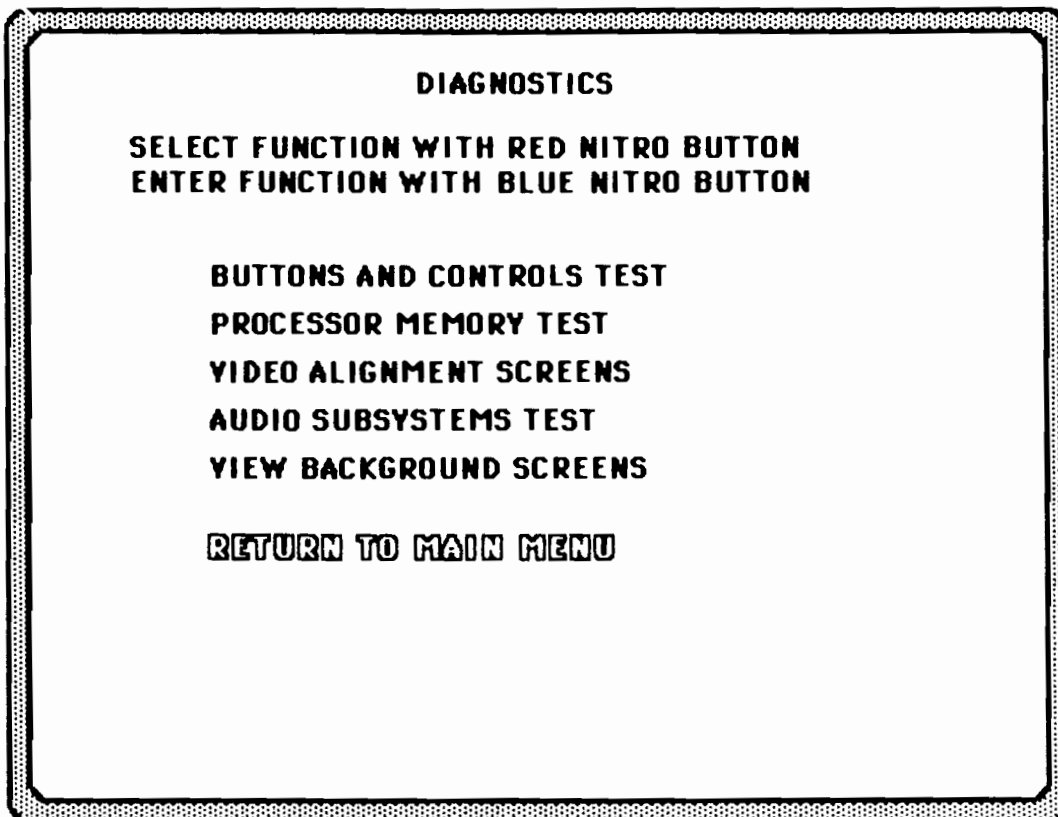 DIAGNOSTICS
SELECT FUNCTION WITH RED NITRO BUTTON
ENTER FUNCTION WITH BLUE NITRO BUTTON
BUTTONS AND CONTROLS TEST
PROCESSOR MEMORY TEST
VIDEO ALIGNMENT SCREENS
AUDIO SUBSYSTEMS TEST
VIEW BACKGROUND SCREENS
RETURN TO MAIN MENU